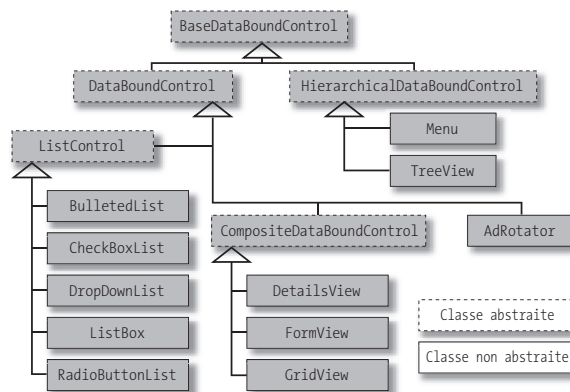 BaseDataBoundControl
DataBoundControl
HierarchicalDataBoundControl
Menu
TreeView
ListControl
BulletedList
CheckBoxList
DropDownList
ListBox
RadioButtonList
CompositeDataBoundControl
AdRotator
DetailsView
FormView
GridView
Classe abstraite
Classe non abstraite